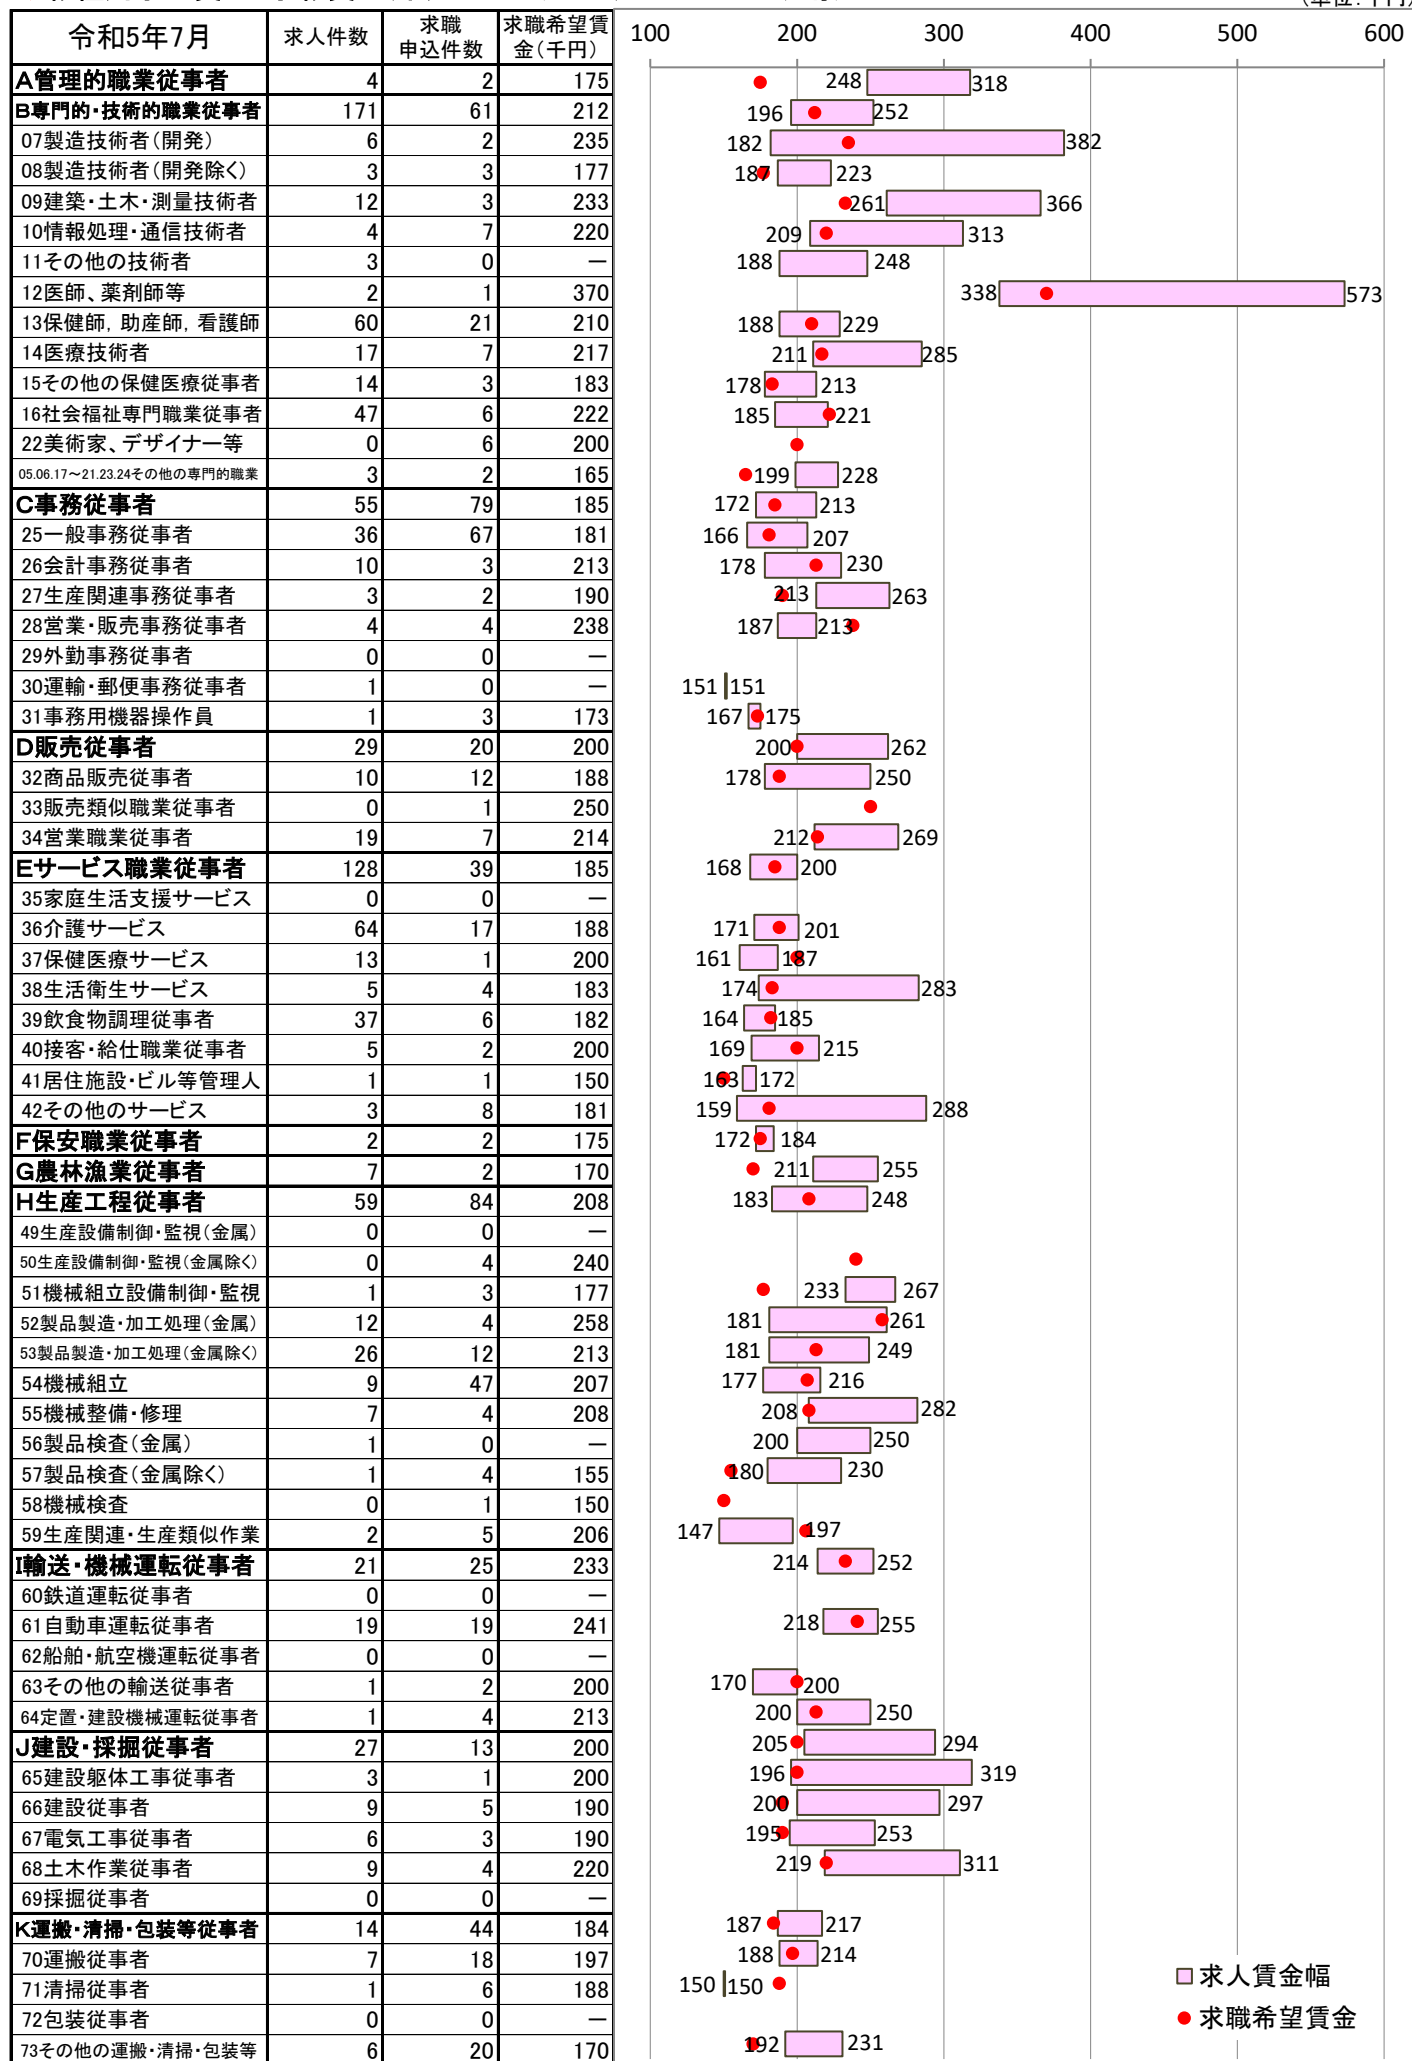 令和5年7月 求人件数 求職申込件数 求職希望賃金(千円) 100 200 300 400 500 600
A管理的職業従事者 4 2 175 248 318
B専門的・技術的職業従事者 171 61 212 196 252
07製造技術者(開発) 6 2 235 182 382
08製造技術者(開発除く) 3 3 177 187 223
09建築・土木・測量技術者 12 3 233 261 366
10情報処理・通信技術者 4 7 220 209 313
11その他の技術者 3 0 － 188 248
12医師、薬剤師等 2 1 370 338 573
13保健師，助産師，看護師 60 21 210 188 229
14医療技術者 17 7 217 211 285
15その他の保健医療従事者 14 3 183 178 213
16社会福祉専門職業従事者 47 6 222 185 221
22美術家、デザイナー等 0 6 200
05.06.17～21.23.24その他の専門的職業 3 2 165 199 228
C事務従事者 55 79 185 172 213
25一般事務従事者 36 67 181 166 207
26会計事務従事者 10 3 213 178 230
27生産関連事務従事者 3 2 190 213 263
28営業・販売事務従事者 4 4 238 187 213
29外勤事務従事者 0 0 －
30運輸・郵便事務従事者 1 0 － 151 151
31事務用機器操作員 1 3 173 167 175
D販売従事者 29 20 200 200 262
32商品販売従事者 10 12 188 178 250
33販売類似職業従事者 0 1 250
34営業職業従事者 19 7 214 212 269
Eサービス職業従事者 128 39 185 168 200
35家庭生活支援サービス 0 0 －
36介護サービス 64 17 188 171 201
37保健医療サービス 13 1 200 161 187
38生活衛生サービス 5 4 183 174 283
39飲食物調理従事者 37 6 182 164 185
40接客・給仕職業従事者 5 2 200 169 215
41居住施設・ビル等管理人 1 1 150 163 172
42その他のサービス 3 8 181 159 288
F保安職業従事者 2 2 175 172 184
G農林漁業従事者 7 2 170 211 255
H生産工程従事者 59 84 208 183 248
49生産設備制御・監視(金属) 0 0 －
50生産設備制御・監視(金属除く) 0 4 240
51機械組立設備制御・監視 1 3 177 233 267
52製品製造・加工処理(金属) 12 4 258 181 261
53製品製造・加工処理(金属除く) 26 12 213 181 249
54機械組立 9 47 207 177 216
55機械整備・修理 7 4 208 208 282
56製品検査(金属) 1 0 － 200 250
57製品検査(金属除く) 1 4 155 180 230
58機械検査 0 1 150
59生産関連・生産類似作業 2 5 206 147 197
I輸送・機械運転従事者 21 25 233 214 252
60鉄道運転従事者 0 0 －
61自動車運転従事者 19 19 241 218 255
62船舶・航空機運転従事者 0 0 －
63その他の輸送従事者 1 2 200 170 200
64定置・建設機械運転従事者 1 4 213 200 250
J建設・採掘従事者 27 13 200 205 294
65建設躯体工事従事者 3 1 200 196 319
66建設従事者 9 5 190 200 297
67電気工事従事者 6 3 190 195 253
68土木作業従事者 9 4 220 219 311
69採掘従事者 0 0 －
K運搬・清掃・包装等従事者 14 44 184 187 217
70運搬従事者 7 18 197 188 214
71清掃従事者 1 6 188 150 150
72包装従事者 0 0 －
73その他の運搬・清掃・包装等 6 20 170 192 231
求人賃金幅
求職希望賃金